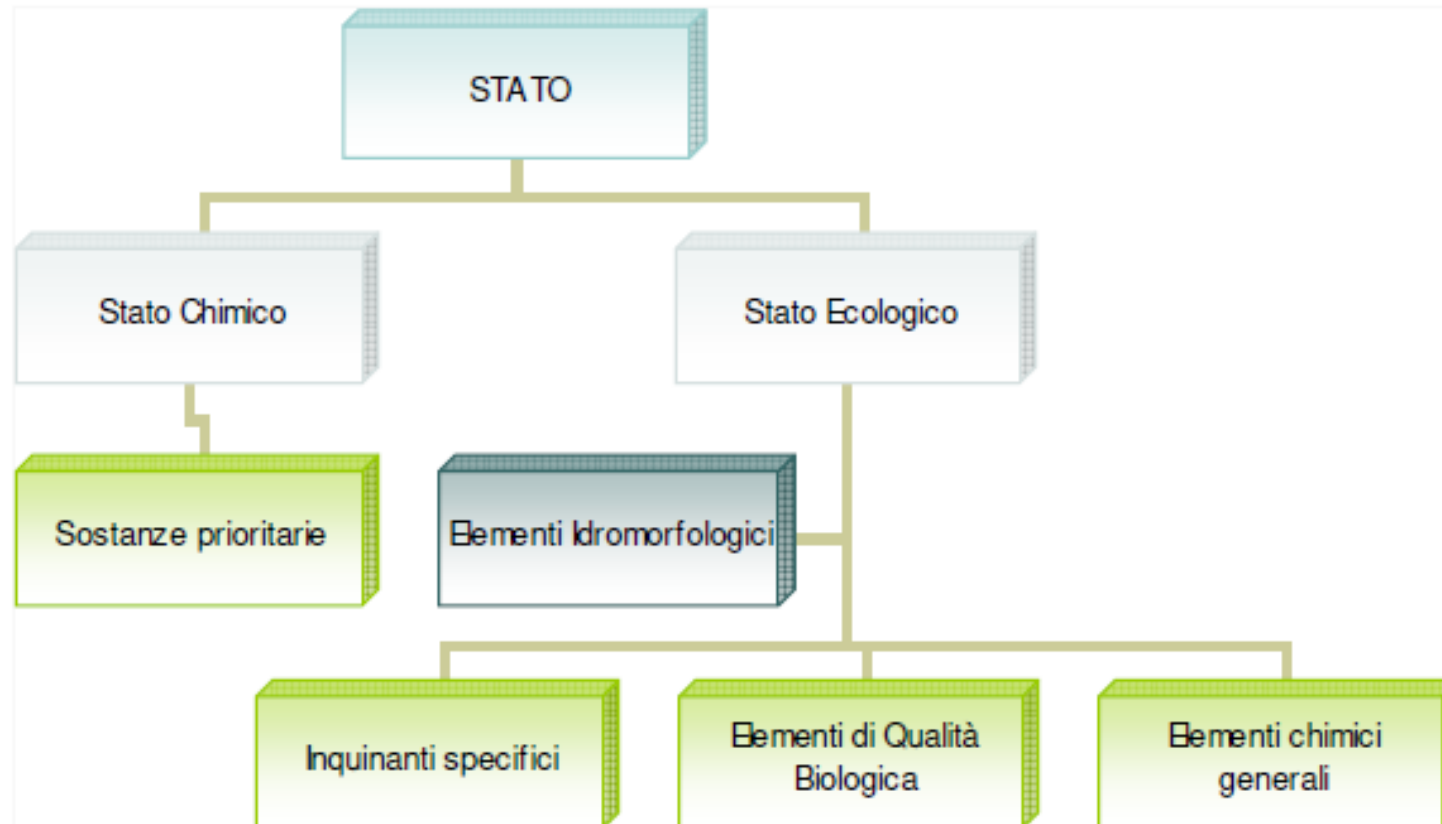 STATO
Stato Chimico
Stato Ecologico
Sostanze prioritarie
Elementi Idromorfologici
Inquinanti specifici
Elementi di Qualità
Biologica
Elementi chimici
generali